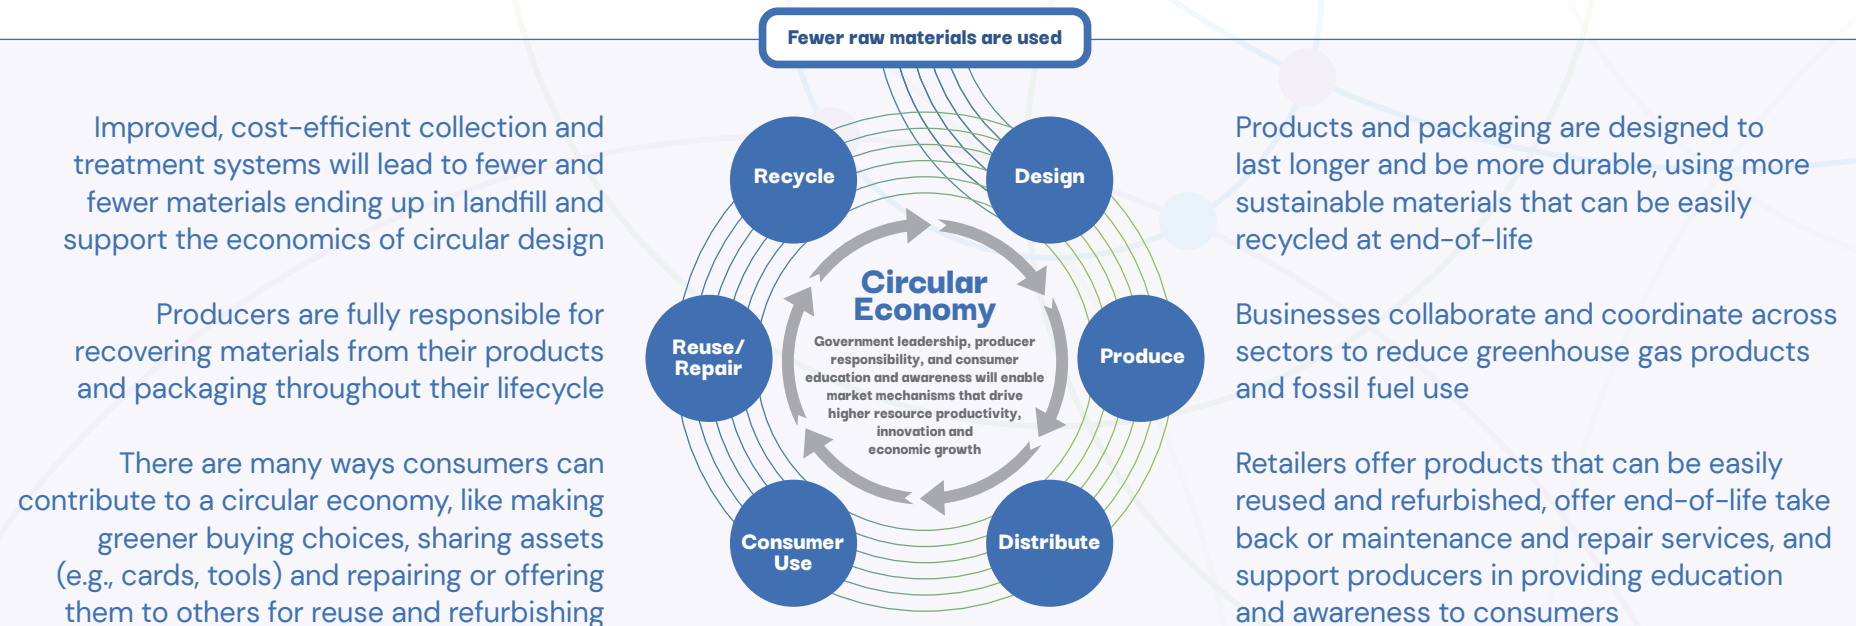 Fewer raw materials are used
Improved, cost-efficient collection and
treatment systems will lead to fewer and
fewer materials ending up in landfill and
support the economics of circular design
Producers are fully responsible for
recovering materials from their products
and packaging throughout their lifecycle
There are many ways consumers can
contribute to a circular economy, like making
greener buying choices, sharing assets
(e.g., cards, tools) and repairing or offering
them to others for reuse and refurbishing
Recycle
Design
Reuse/
Repair
Produce
Consumer
Use
Distribute
Circular
Economy
Government leadership, producer
responsibility, and consumer
education and awareness will enable
market mechanisms that drive
higher resource productivity,
innovation and
economic growth
Products and packaging are designed to
last longer and be more durable, using more
sustainable materials that can be easily
recycled at end-of-life
Businesses collaborate and coordinate across
sectors to reduce greenhouse gas products
and fossil fuel use
Retailers offer products that can be easily
reused and refurbished, offer end-of-life take
back or maintenance and repair services, and
support producers in providing education
and awareness to consumers